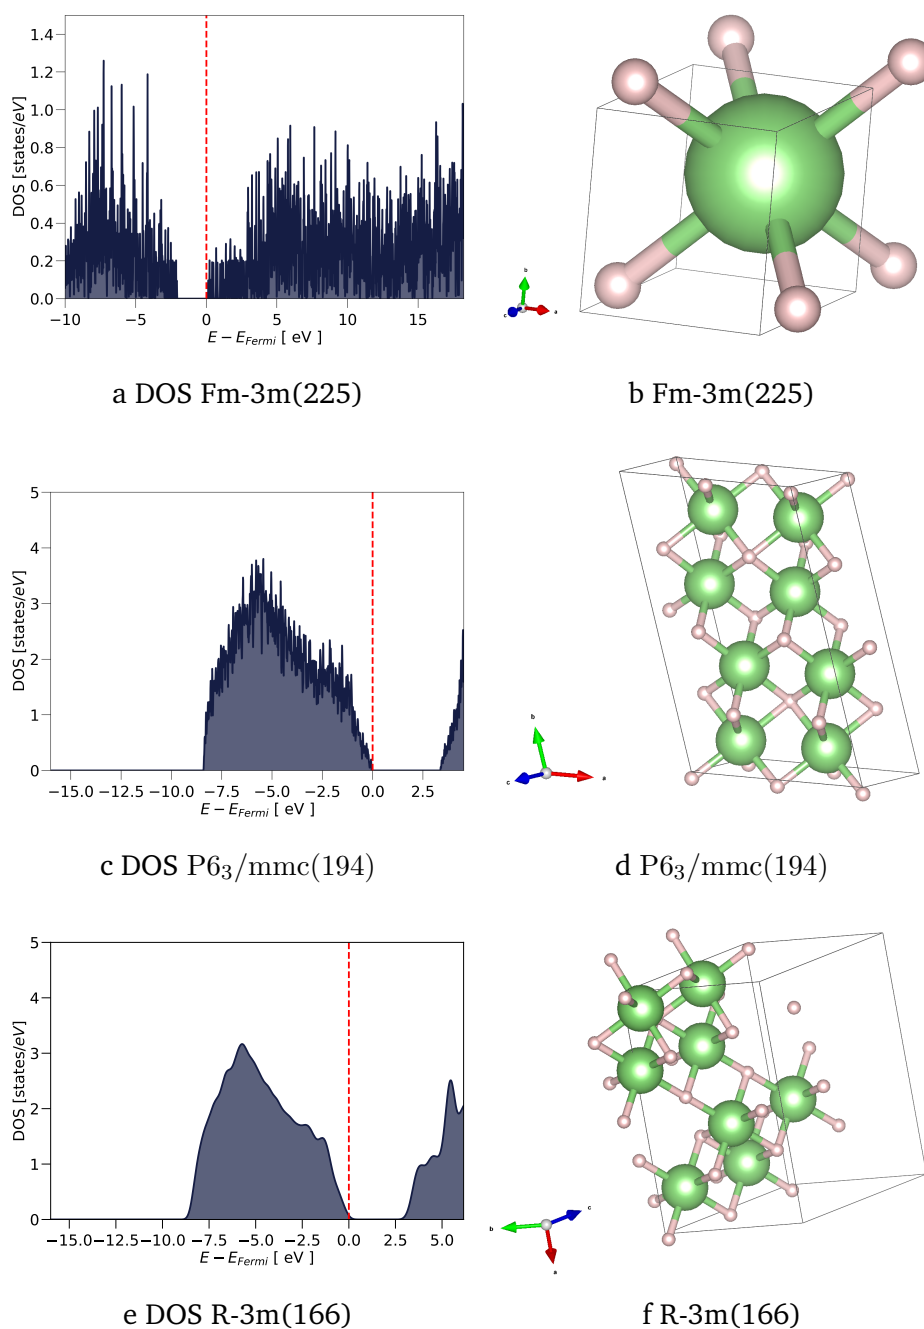 1.4
1.2
1.0
0.8
0.6
0.4
0.2
0.0
DOS [states/eV]
−10 −5 0 5 10 15
E − E_Fermi [ eV ]
b
c a
a DOS Fm-3m(225)
b Fm-3m(225)
5
4
3
2
1
0
DOS [states/eV]
−15.0 −12.5 −10.0 −7.5 −5.0 −2.5 0.0 2.5
E − E_Fermi [ eV ]
b
c a
c DOS P6₃/mmc(194)
d P6₃/mmc(194)
5
4
3
2
1
0
DOS [states/eV]
−15.0 −12.5 −10.0 −7.5 −5.0 −2.5 0.0 2.5 5.0
E − E_Fermi [ eV ]
c
b
a
e DOS R-3m(166)
f R-3m(166)